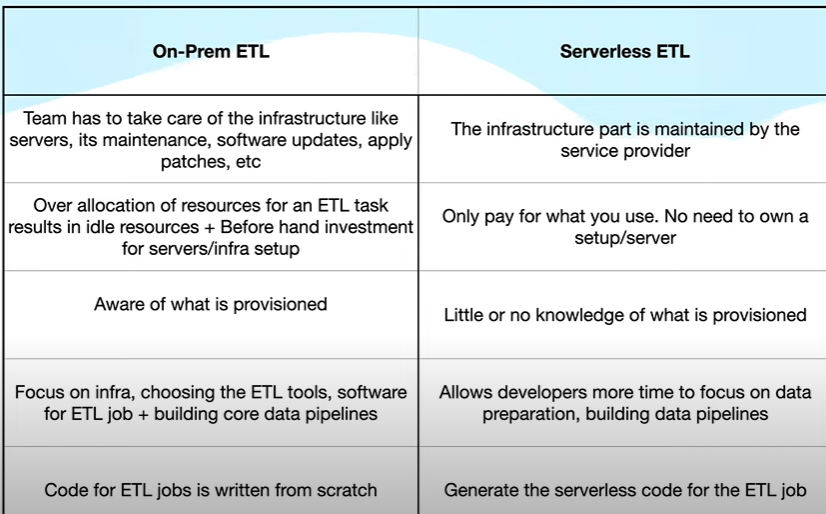 On-Prem ETL
Serverless ETL
Team has to take care of the infrastructure like
servers, its maintenance, software updates, apply
patches, etc
The infrastructure part is maintained by the
service provider
Over allocation of resources for an ETL task
results in idle resources + Before hand investment
for servers/infra setup
Only pay for what you use. No need to own a
setup/server
Aware of what is provisioned
Little or no knowledge of what is provisioned
Focus on infra, choosing the ETL tools, software
for ETL job + building core data pipelines
Allows developers more time to focus on data
preparation, building data pipelines
Code for ETL jobs is written from scratch
Generate the serverless code for the ETL job